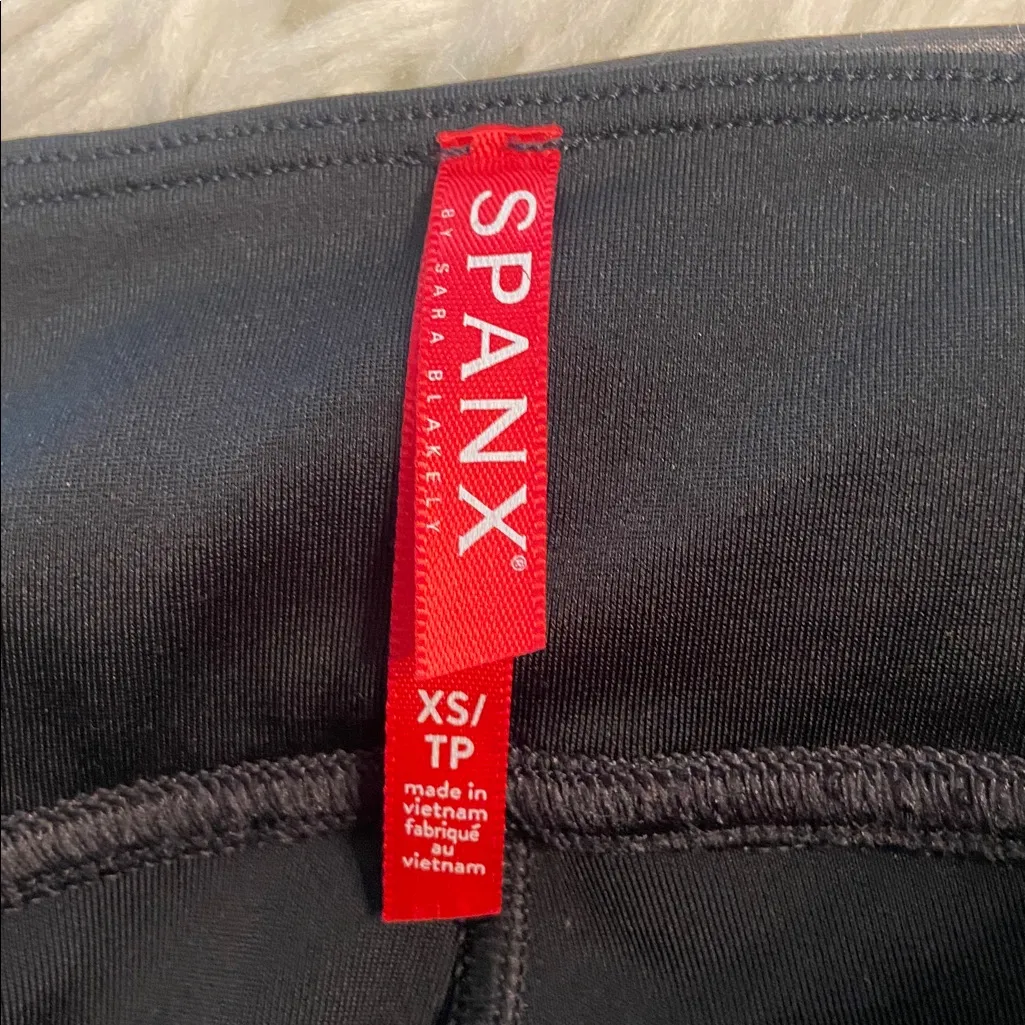 SPANX®
BY SARA BLAKELY
XS/
TP
made in
vietnam
fabriqué
au
vietnam